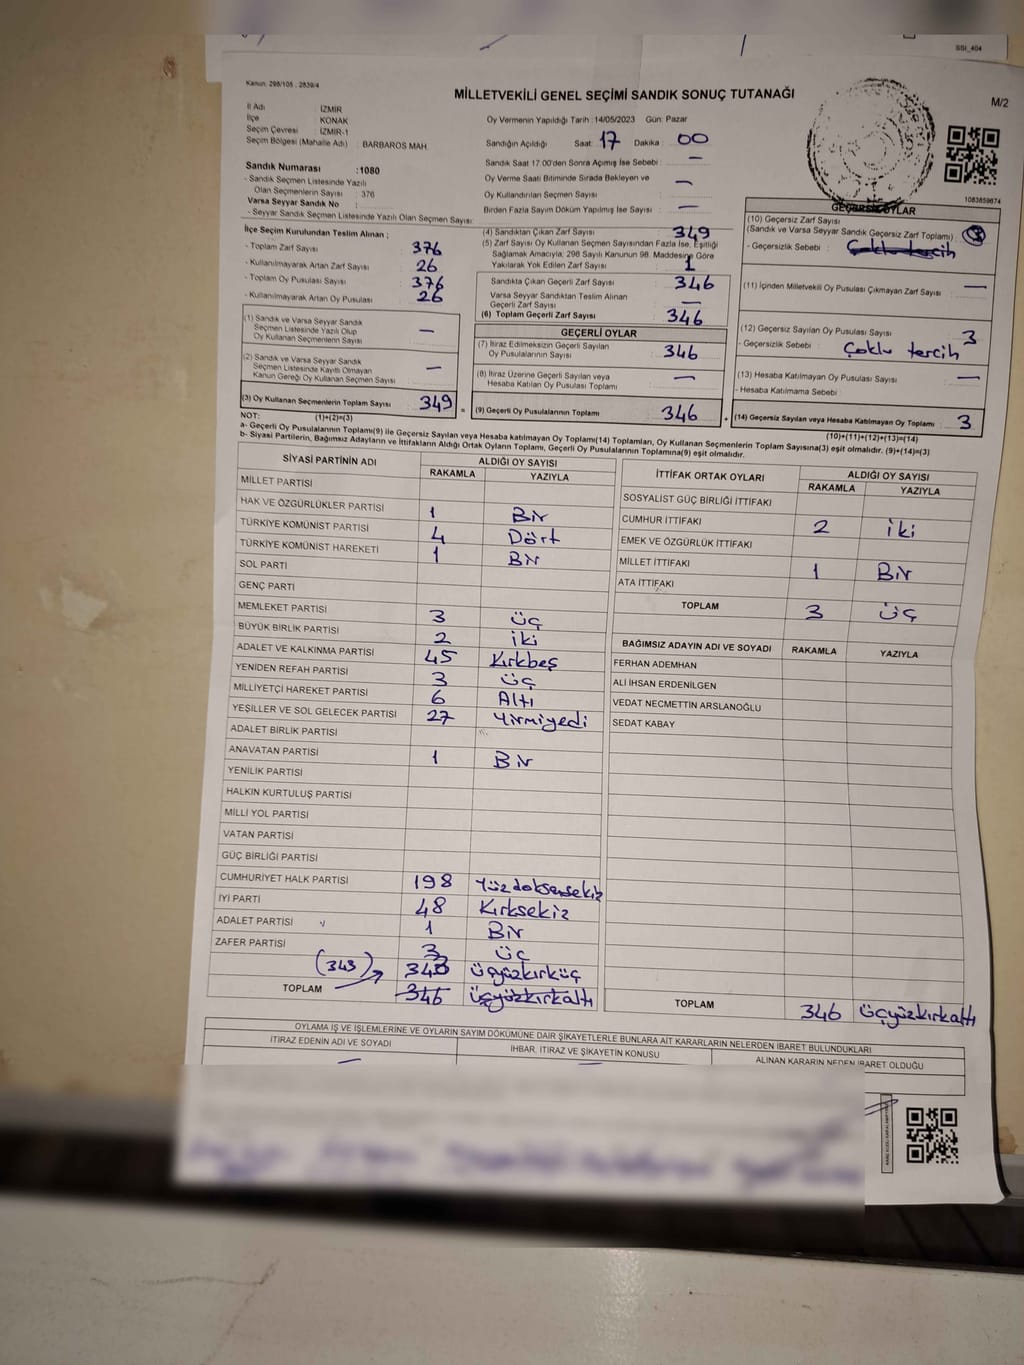 SSI_404
Kanun: 298/105 , 2839/4
MİLLETVEKİLİ GENEL SEÇİMİ SANDIK SONUÇ TUTANAĞI
M/2
İl Adı : İZMİR
İlçe : KONAK
Seçim Çevresi : İZMİR-1
Seçim Bölgesi (Mahalle Adı) : BARBAROS MAH.
Sandık Numarası :1080
- Sandık Seçmen Listesinde Yazılı
Olan Seçmenlerin Sayısı : 376
Varsa Seyyar Sandık No :
- Seyyar Sandık Seçmen Listesinde Yazılı Olan Seçmen Sayısı:
Oy Vermenin Yapıldığı Tarih :14/05/2023 Gün: Pazar
Sandığın Açıldığı Saat: 17 Dakika : 00
Sandık Saat 17:00'den Sonra Açılmış İse Sebebi : —
Oy Verme Saati Bitiminde Sırada Bekleyen ve
Oy Kullandırılan Seçmen Sayısı : —
Birden Fazla Sayım Döküm Yapılmış İse Sayısı : —
1083859674
İlçe Seçim Kurulundan Teslim Alınan ;
- Toplam Zarf Sayısı : 376
- Kullanılmayarak Artan Zarf Sayısı : 26
- Toplam Oy Pusulası Sayısı : 376
- Kullanılmayarak Artan Oy Pusulası : 26
(1) Sandık ve Varsa Seyyar Sandık
Seçmen Listesinde Yazılı Olup
Oy Kullanan Seçmenlerin Sayısı : —
(2) Sandık ve Varsa Seyyar Sandık
Seçmen Listesinde Kayıtlı Olmayan
Kanun Gereği Oy Kullanan Seçmen Sayısı : —
(3) Oy Kullanan Seçmenlerin Toplam Sayısı : 349
(1)+(2)=(3)
(4) Sandıktan Çıkan Zarf Sayısı : 349
(5) Zarf Sayısı Oy Kullanan Seçmen Sayısından Fazla İse, Eşitliği
Sağlamak Amacıyla; 298 Sayılı Kanunun 98. Maddesine Göre
Yakılarak Yok Edilen Zarf Sayısı : 1
Sandıkta Çıkan Geçerli Zarf Sayısı : 346
Varsa Seyyar Sandıktan Teslim Alınan
Geçerli Zarf Sayısı : —
(6) Toplam Geçerli Zarf Sayısı : 346
GEÇERLİ OYLAR
(7) İtiraz Edilmeksizin Geçerli Sayılan
Oy Pusulalarının Sayısı : 346
(8) İtiraz Üzerine Geçerli Sayılan veya
Hesaba Katılan Oy Pusulası Toplamı : —
(9) Geçerli Oy Pusulalarının Toplamı : 346
GEÇERSİZ OYLAR
(10) Geçersiz Zarf Sayısı
(Sandık ve Varsa Seyyar Sandık Geçersiz Zarf Toplamı) : 3
- Geçersizlik Sebebi : Çoklu tercih
(11) İçinden Milletvekili Oy Pusulası Çıkmayan Zarf Sayısı : —
(12) Geçersiz Sayılan Oy Pusulası Sayısı : 3
- Geçersizlik Sebebi : Çoklu tercih
(13) Hesaba Katılmayan Oy Pusulası Sayısı : —
- Hesaba Katılmama Sebebi :
(14) Geçersiz Sayılan veya Hesaba Katılmayan Oy Toplamı : 3
(10)+(11)+(12)+(13)=(14)
NOT:
a- Geçerli Oy Pusulalarının Toplamı(9) ile Geçersiz Sayılan veya Hesaba katılmayan Oy Toplamı(14) Toplamları, Oy Kullanan Seçmenlerin Toplam Sayısına(3) eşit olmalıdır. (9)+(14)=(3)
b- Siyasi Partilerin, Bağımsız Adayların ve İttifakların Aldığı Ortak Oyların Toplamı, Geçerli Oy Pusulalarının Toplamına(9) eşit olmalıdır.
SİYASİ PARTİNİN ADI ALDIĞI OY SAYISI
RAKAMLA YAZIYLA
MİLLET PARTİSİ
HAK VE ÖZGÜRLÜKLER PARTİSİ 1 Bir
TÜRKİYE KOMÜNİST PARTİSİ 4 Dört
TÜRKİYE KOMÜNİST HAREKETİ 1 Bir
SOL PARTİ
GENÇ PARTİ
MEMLEKET PARTİSİ 3 üç
BÜYÜK BİRLİK PARTİSİ 2 iki
ADALET VE KALKINMA PARTİSİ 45 Kırkbeş
YENİDEN REFAH PARTİSİ 3 üç
MİLLİYETÇİ HAREKET PARTİSİ 6 Altı
YEŞİLLER VE SOL GELECEK PARTİSİ 27 Yirmiyedi
ADALET BİRLİK PARTİSİ
ANAVATAN PARTİSİ 1 Bir
YENİLİK PARTİSİ
HALKIN KURTULUŞ PARTİSİ
MİLLİ YOL PARTİSİ
VATAN PARTİSİ
GÜÇ BİRLİĞİ PARTİSİ
CUMHURİYET HALK PARTİSİ 198 Yüzdoksensekiz
İYİ PARTİ 48 Kırksekiz
ADALET PARTİSİ 1 Bir
ZAFER PARTİSİ 3 üç
(343) 343 üçyüzkırküç
TOPLAM 346 üçyüzkırkaltı
İTTİFAK ORTAK OYLARI ALDIĞI OY SAYISI
RAKAMLA YAZIYLA
SOSYALİST GÜÇ BİRLİĞİ İTTİFAKI
CUMHUR İTTİFAKI 2 iki
EMEK VE ÖZGÜRLÜK İTTİFAKI
MİLLET İTTİFAKI 1 Bir
ATA İTTİFAKI
TOPLAM 3 üç
BAĞIMSIZ ADAYIN ADI VE SOYADI RAKAMLA YAZIYLA
FERHAN ADEMHAN
ALİ İHSAN ERDENİLGEN
VEDAT NECMETTİN ARSLANOĞLU
SEDAT KABAY
TOPLAM 346 üçyüzkırkaltı
OYLAMA İŞ VE İŞLEMLERİNE VE OYLARIN SAYIM DÖKÜMÜNE DAİR ŞİKAYETLERLE BUNLARA AİT KARARLARIN NELERDEN İBARET BULUNDUKLARI
İTİRAZ EDENİN ADI VE SOYADI İHBAR, İTİRAZ VE ŞİKAYETİN KONUSU ALINAN KARARIN NEDEN İBARET OLDUĞU